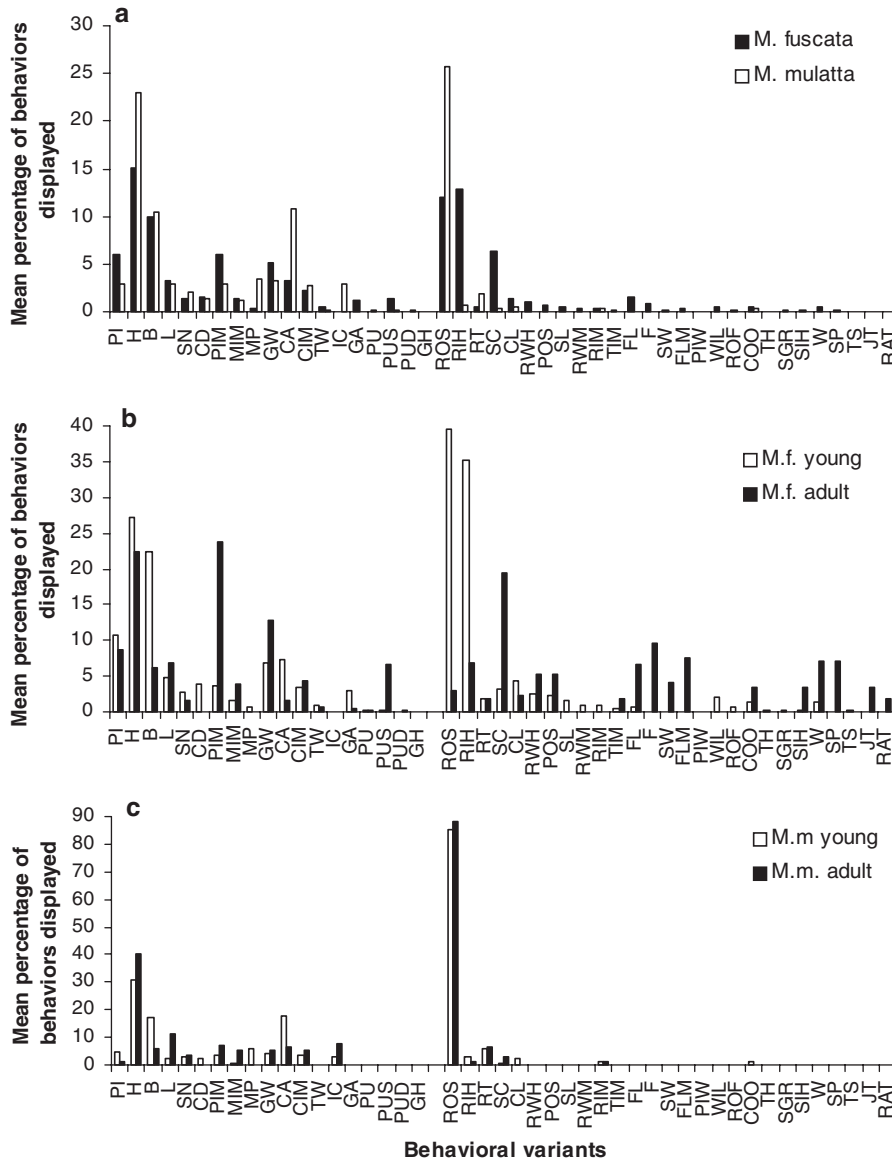 a
Mean percentage of behaviors
displayed
30
25
20
15
10
5
0
M. fuscata
M. mulatta
PI H B L SN CD PIM MIM MP GW CA CIM TW IC GA PU PUS PUD GH ROS RIH RT SC CL RWH POS SL RWM RIM TIM FL F SW FLM PIW WIL ROF COO TH SGR SIH W SP TS JT RAT
b
Mean percentage of behaviors
displayed
40
35
30
25
20
15
10
5
0
M.f. young
M.f. adult
PI H B L SN CD PIM MIM MP GW CA CIM TW IC GA PU PUS PUD GH ROS RIH RT SC CL RWH POS SL RWM RIM TIM FL F SW FLM PIW WIL ROF COO TH SGR SIH W SP TS JT RAT
c
Mean percentage of
behaviors displayed
90
80
70
60
50
40
30
20
10
0
M.m young
M.m. adult
PI H B L SN CD PIM MIM MP GW CA CIM TW IC GA PU PUS PUD GH ROS RIH RT SC CL RWH POS SL RWM RIM TIM FL F SW FLM PIW WIL ROF COO TH SGR SIH W SP TS JT RAT
Behavioral variants